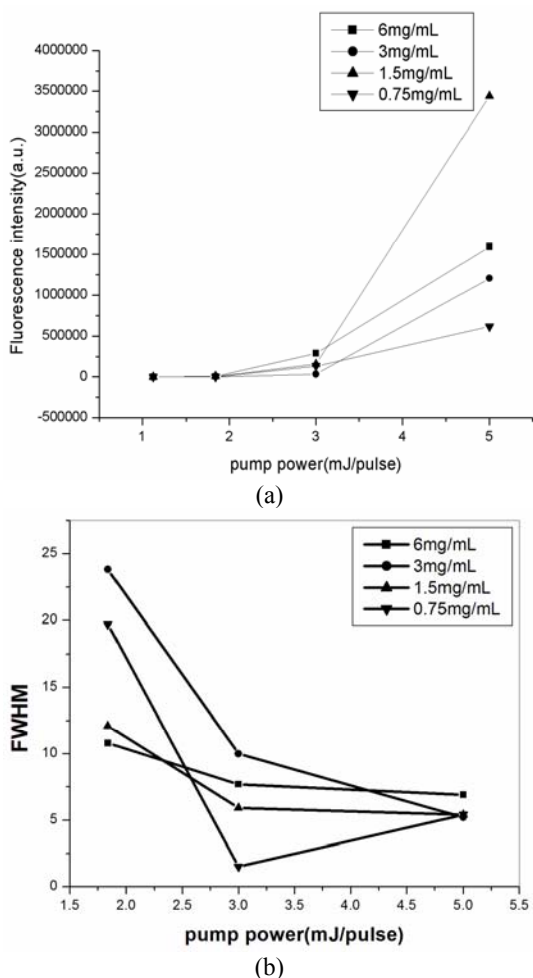 6mg/mL
3mg/mL
1.5mg/mL
0.75mg/mL
4000000
3500000
3000000
2500000
2000000
1500000
1000000
500000
0
-500000
Fluorescence intensity(a.u.)
1 2 3 4 5
pump power(mJ/pulse)
(a)
6mg/mL
3mg/mL
1.5mg/mL
0.75mg/mL
25
20
15
10
5
0
FWHM
1.5 2.0 2.5 3.0 3.5 4.0 4.5 5.0 5.5
pump power(mJ/pulse)
(b)